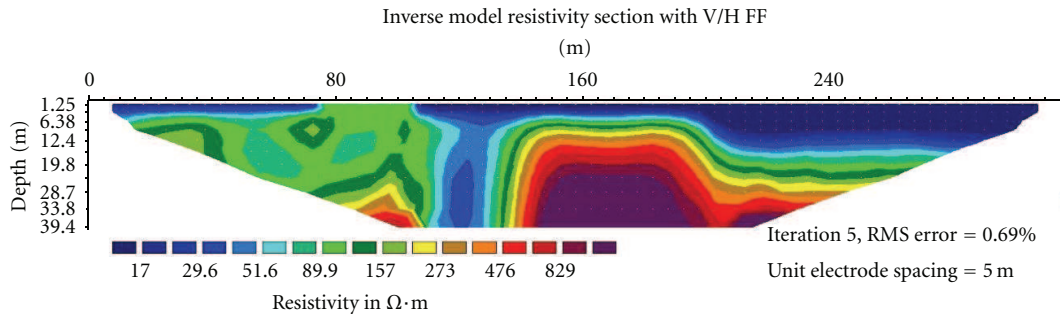 Inverse model resistivity section with V/H FF
(m)
0 80 160 240
Depth (m)
1.25
6.38
12.4
19.8
28.7
33.8
39.4
17 29.6 51.6 89.9 157 273 476 829
Resistivity in Ω·m
Iteration 5, RMS error = 0.69%
Unit electrode spacing = 5 m